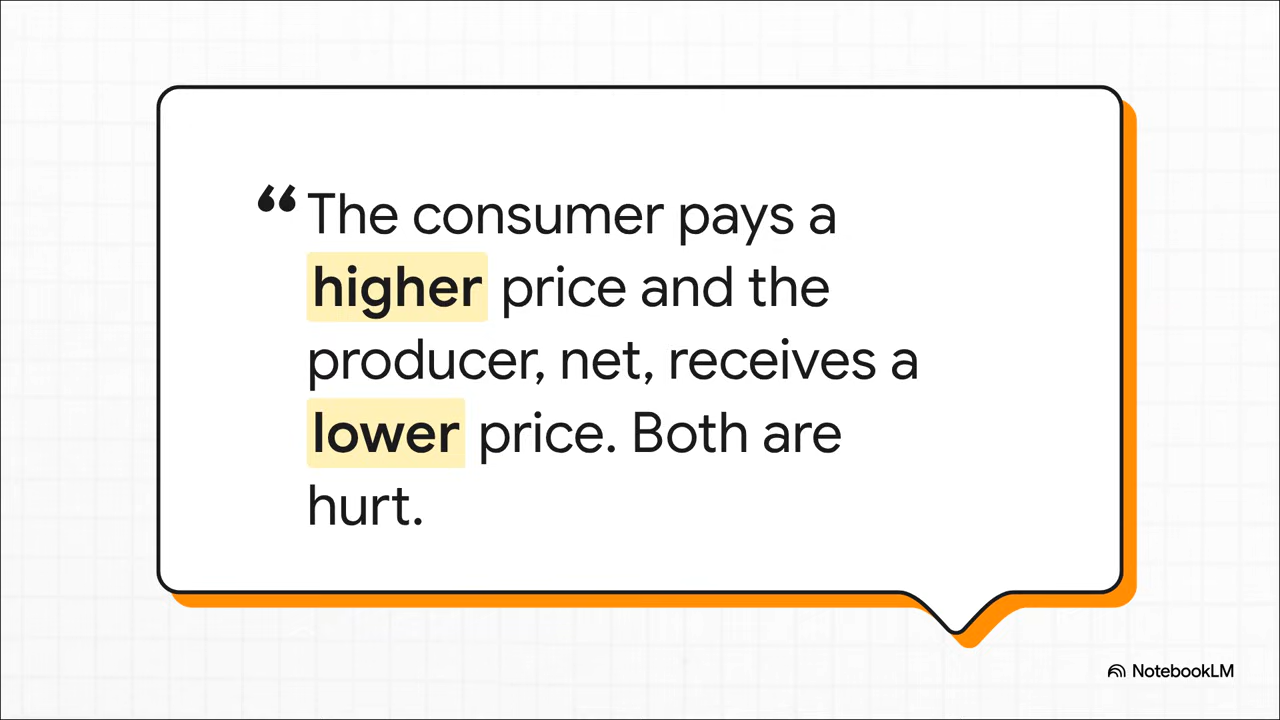 “The consumer pays a
higher price and the
producer, net, receives a
lower price. Both are
hurt.
NotebookLM